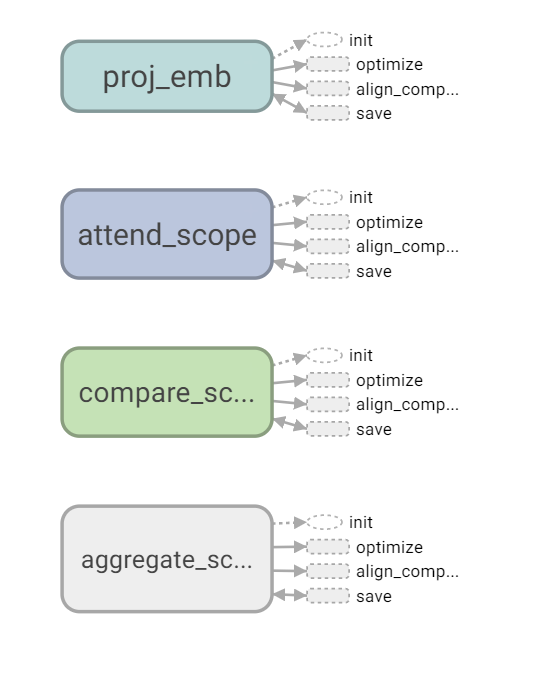 proj_emb
init
optimize
align_comp...
save
attend_scope
init
optimize
align_comp...
save
compare_sc...
init
optimize
align_comp...
save
aggregate_sc...
init
optimize
align_comp...
save